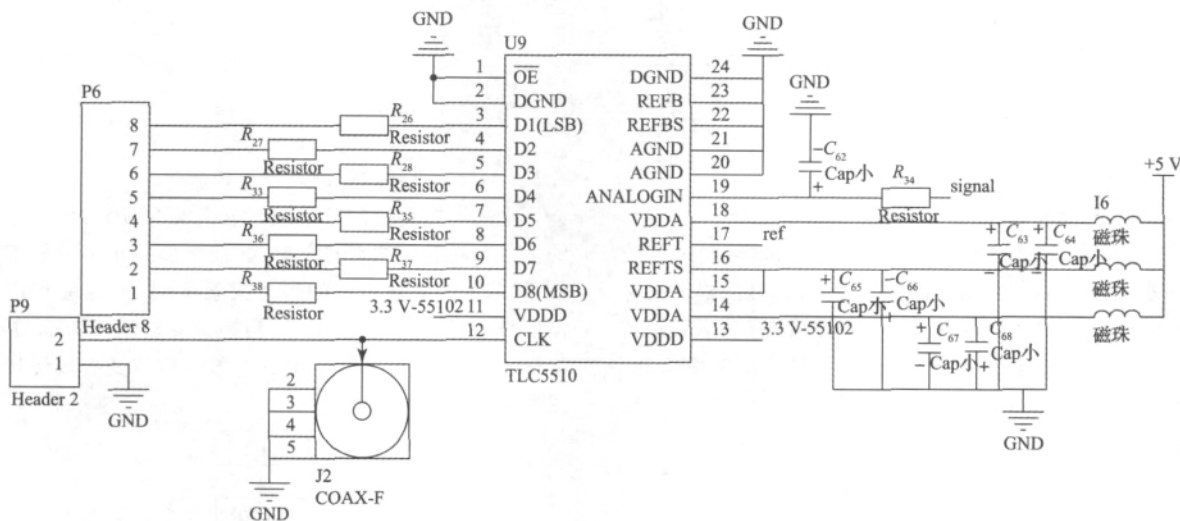 GND
U9
GND
P6
1 OE DGND 24
2 DGND REFB 23
8 R26 Resistor 3 D1(LSB) REFBS 22
7 R27 Resistor 4 D2 AGND 21
6 R28 Resistor 5 D3 AGND 20
5 R33 Resistor 6 D4 ANALOGIN 19
4 R35 Resistor 7 D5 VDDA 18
3 R36 Resistor 8 D6 REFT 17 ref
2 R37 Resistor 9 D7 REFTS 16
1 R38 Resistor 10 D8(MSB) VDDA 15
3.3 V-55102 11 VDDD VDDA 14
12 CLK VDDD 13 3.3 V-55102
Header 8
TLC5510
P9
2
1
Header 2
GND
2
3
4
5
J2
COAX-F
GND
GND
− C62
Cap小
+
R34
Resistor
signal
+5 V
I6
磁珠
磁珠
磁珠
+ C63
Cap小
−
+ C64
Cap小
−
+ C65
Cap小
−
− C66
Cap小
+
+ C67
Cap小
−
C68
Cap小
+
GND